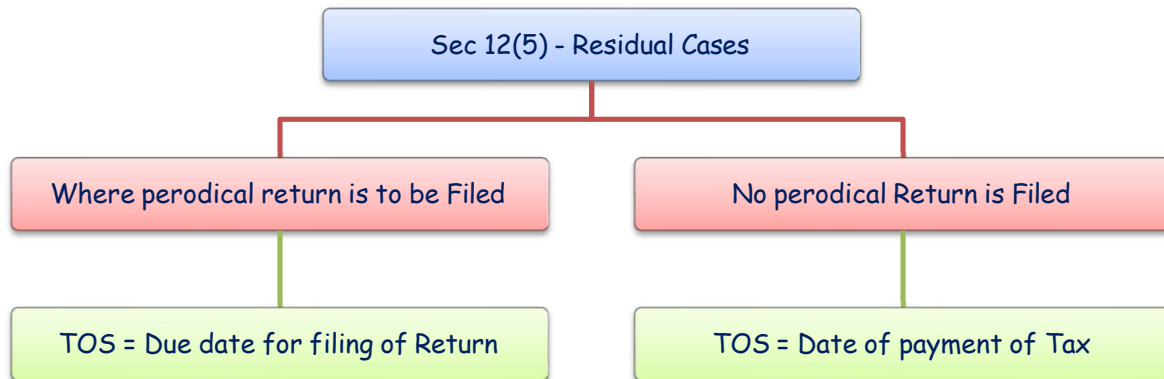 Sec 12(5) - Residual Cases
Where perodical return is to be Filed
No perodical Return is Filed
TOS = Due date for filing of Return
TOS = Date of payment of Tax